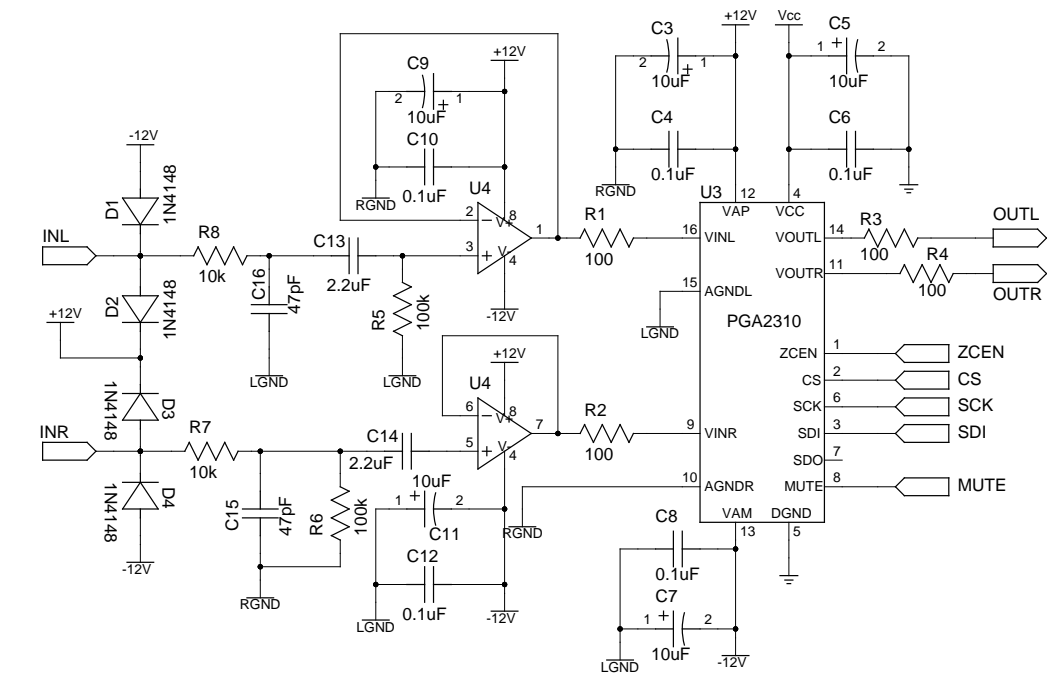 +12V
Vcc
C3
2
1
+
10uF
C5
+
1
2
10uF
+12V
C9
2
1
+
10uF
C10
0.1uF
RGND
C4
0.1uF
RGND
C6
0.1uF
-12V
D1
1N4148
INL
R8
10k
C16
47pF
LGND
C13
2.2uF
R5
100k
LGND
U4
2
3
−
+
V+
V-
8
4
1
-12V
R1
100
U3
12
4
VAP
VCC
16
VINL
VOUTL
14
R3
100
OUTL
VOUTR
11
R4
100
OUTR
15
AGNDL
LGND
PGA2310
D2
1N4148
+12V
ZCEN
1
ZCEN
CS
2
CS
SCK
6
SCK
SDI
3
SDI
SDO
7
MUTE
8
MUTE
D3
1N4148
INR
R7
10k
D4
1N4148
-12V
C15
47pF
RGND
R6
100k
C14
2.2uF
+12V
U4
6
5
−
+
V+
V-
8
4
7
R2
100
9
VINR
10
AGNDR
RGND
VAM
DGND
13
5
10uF
1
+
2
C11
C12
0.1uF
LGND
-12V
C8
0.1uF
C7
1
+
2
10uF
LGND
-12V